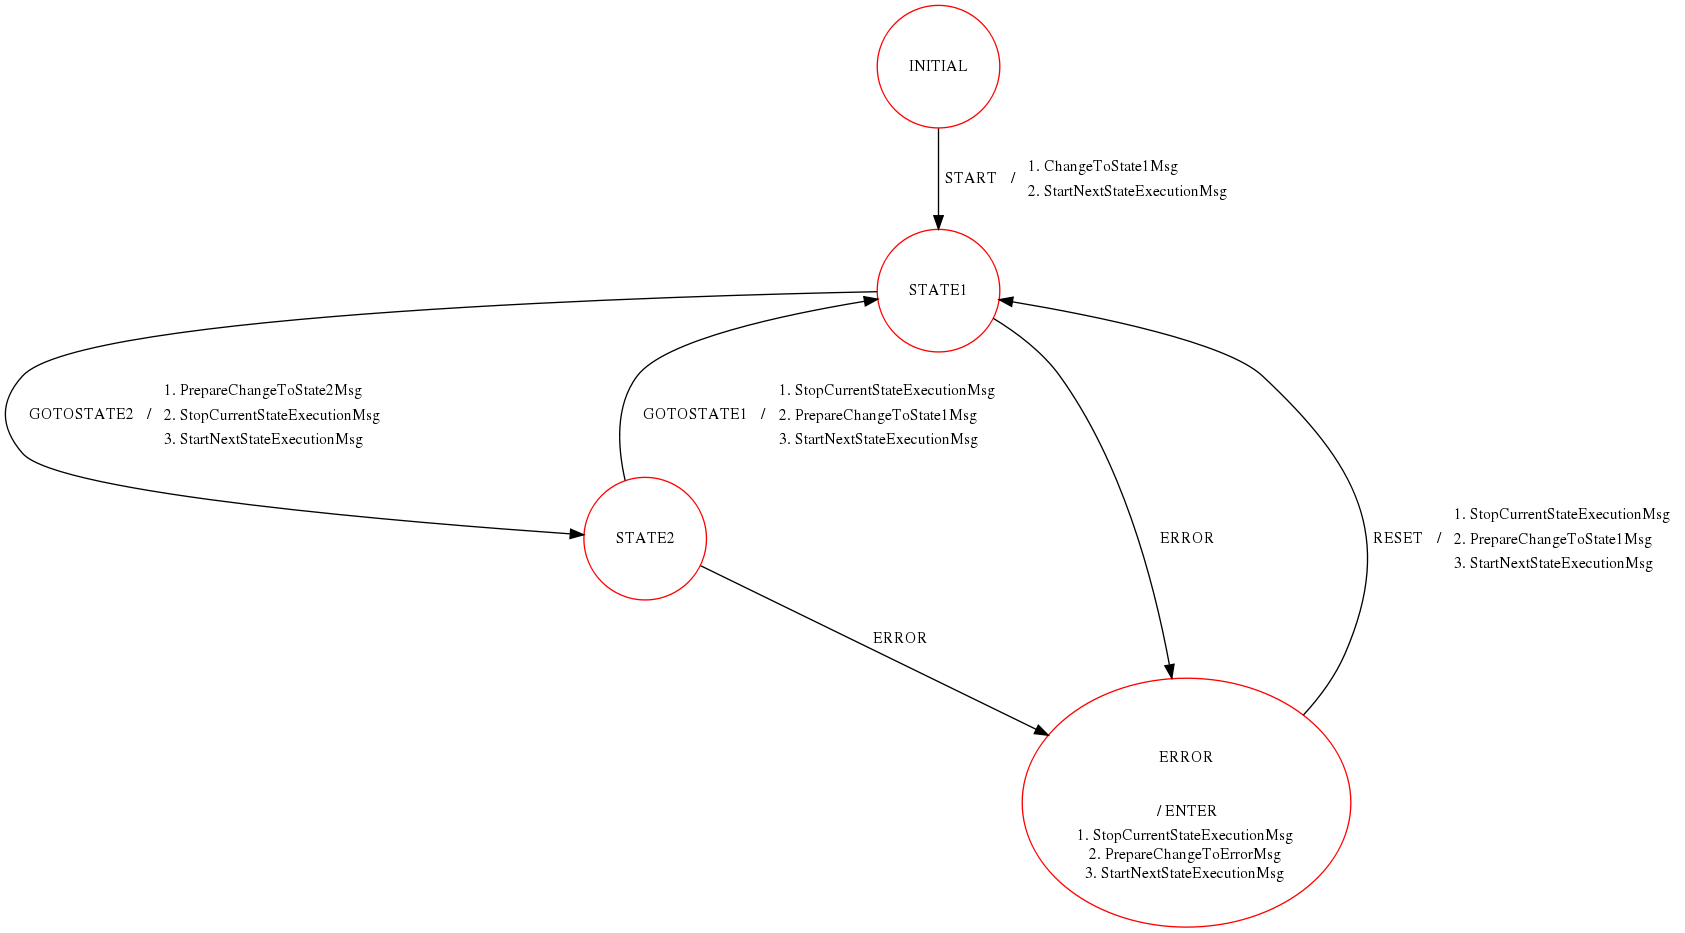 INITIAL
START /
1. ChangeToState1Msg
2. StartNextStateExecutionMsg
STATE1
GOTOSTATE2 /
1. PrepareChangeToState2Msg
2. StopCurrentStateExecutionMsg
3. StartNextStateExecutionMsg
GOTOSTATE1 /
1. StopCurrentStateExecutionMsg
2. PrepareChangeToState1Msg
3. StartNextStateExecutionMsg
STATE2
ERROR
RESET /
1. StopCurrentStateExecutionMsg
2. PrepareChangeToState1Msg
3. StartNextStateExecutionMsg
ERROR
ERROR
/ ENTER
1. StopCurrentStateExecutionMsg
2. PrepareChangeToErrorMsg
3. StartNextStateExecutionMsg